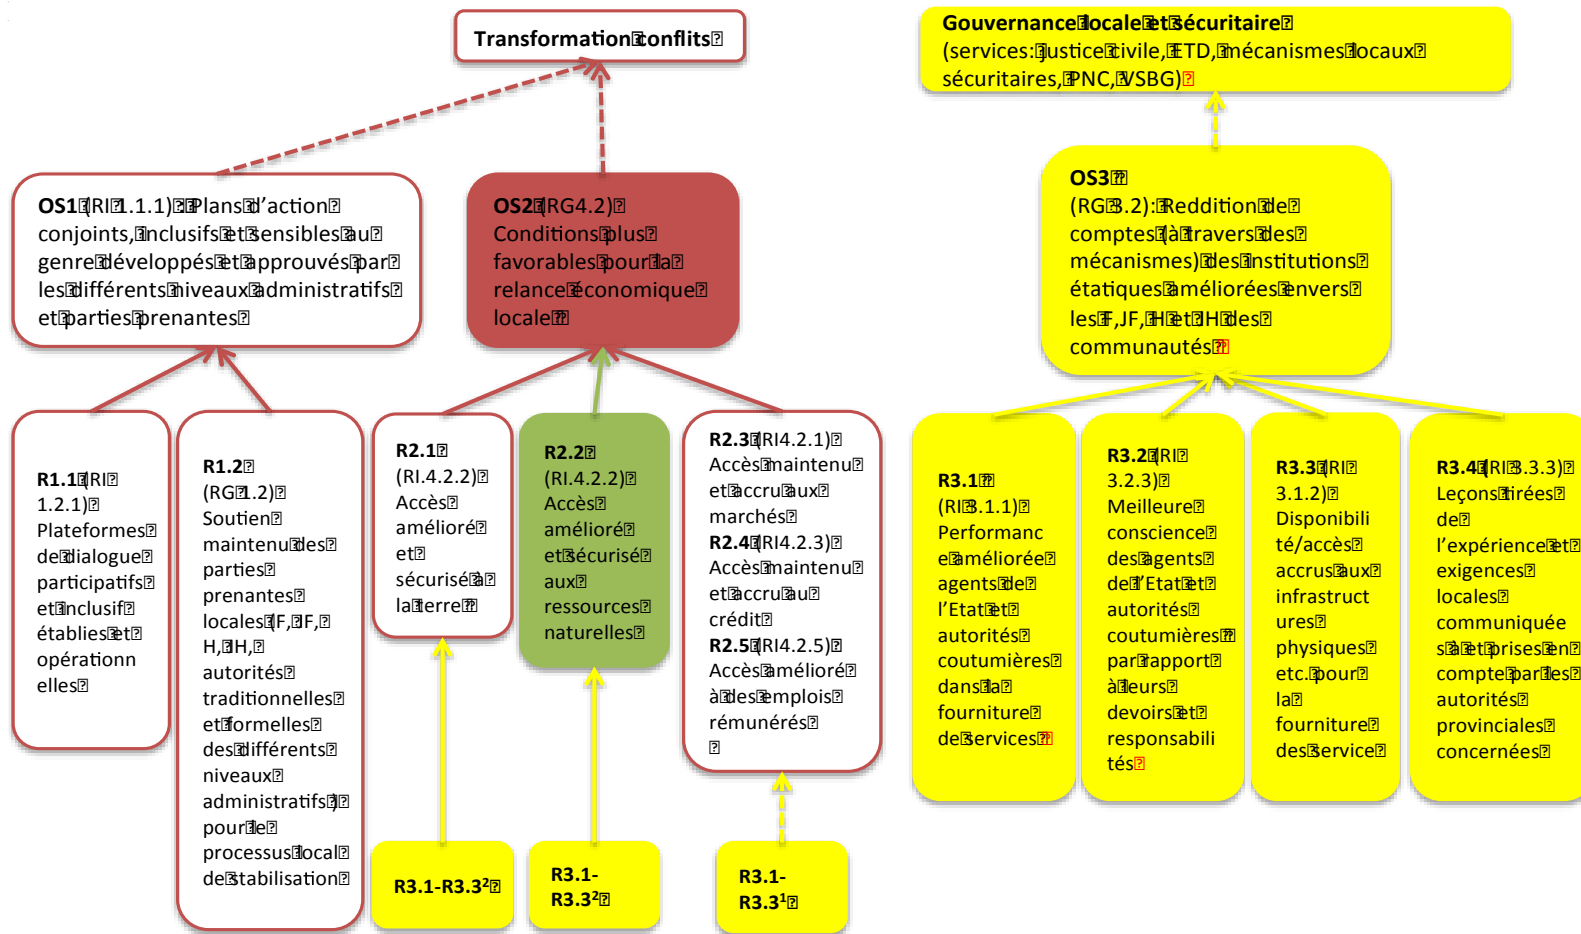 Transformation conflits
Gouvernance locale et sécuritaire
(services: justice civile, ETD, mécanismes locaux
sécuritaires, PNC, VSBG)
OS1 (RI 1.1.1) : Plans d'action
conjoints, inclusifs et sensibles au
genre développés et approuvés par
les différents niveaux administratifs
et parties prenantes
OS2 (RG4.2)
Conditions plus
favorables pour la
relance économique
locale
OS3
(RG 3.2): Reddition de
comptes (à travers des
mécanismes) des institutions
étatiques améliorées envers
les F,JF, H et JH des
communautés
R1.1 (RI
1.2.1)
Plateformes
de dialogue
participatifs
et inclusif
établies et
opérationn
elles
R1.2
(RG 1.2)
Soutien
maintenu des
parties
prenantes
locales (F, JF,
H, JH,
autorités
traditionnelles
et formelles
des différents
niveaux
administratifs )
pour le
processus local
de stabilisation
R2.1
(RI.4.2.2)
Accès
amélioré
et
sécurisé à
la terre
R2.2
(RI.4.2.2)
Accès
amélioré
et sécurisé
aux
ressources
naturelles
R2.3 (RI4.2.1)
Accès maintenu
et accru aux
marchés
R2.4 (RI4.2.3)
Accès maintenu
et accru au
crédit
R2.5 (RI4.2.5)
Accès amélioré
à des emplois
rémunérés
R3.1
(RI 3.1.1)
Performanc
e améliorée
agents de
l'Etat et
autorités
coutumières
dans la
fourniture
de services
R3.2 (RI
3.2.3)
Meilleure
conscience
des agents
de l'Etat et
autorités
coutumières
par rapport
à leurs
devoirs et
responsabili
tés
R3.3 (RI
3.1.2)
Disponibili
té/accès
accrus aux
infrastruct
ures
physiques
etc. pour
la
fourniture
des service
R3.4 (RI 3.3.3)
Leçons tirées
de
l'expérience et
exigences
locales
communiquée
s à et prises en
compte par les
autorités
provinciales
concernées
R3.1-R3.3²
R3.1-
R3.3²
R3.1-
R3.3¹